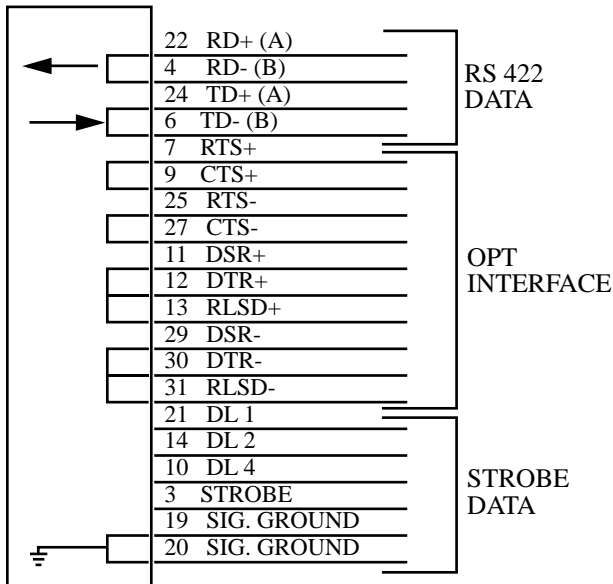 22 RD+ (A)
4 RD- (B)
24 TD+ (A)
6 TD- (B)
RS 422
DATA
7 RTS+
9 CTS+
25 RTS-
27 CTS-
11 DSR+
12 DTR+
13 RLSD+
29 DSR-
30 DTR-
31 RLSD-
OPT
INTERFACE
21 DL 1
14 DL 2
10 DL 4
3 STROBE
19 SIG. GROUND
20 SIG. GROUND
STROBE
DATA